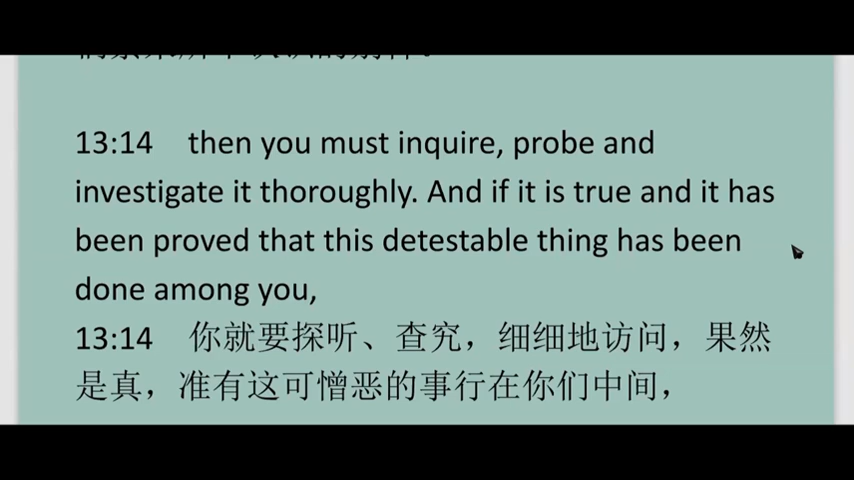 13:14 then you must inquire, probe and
investigate it thoroughly. And if it is true and it has
been proved that this detestable thing has been
done among you,
13:14 你就要探听、查究，细细地访问，果然
是真，准有这可憎恶的事行在你们中间，